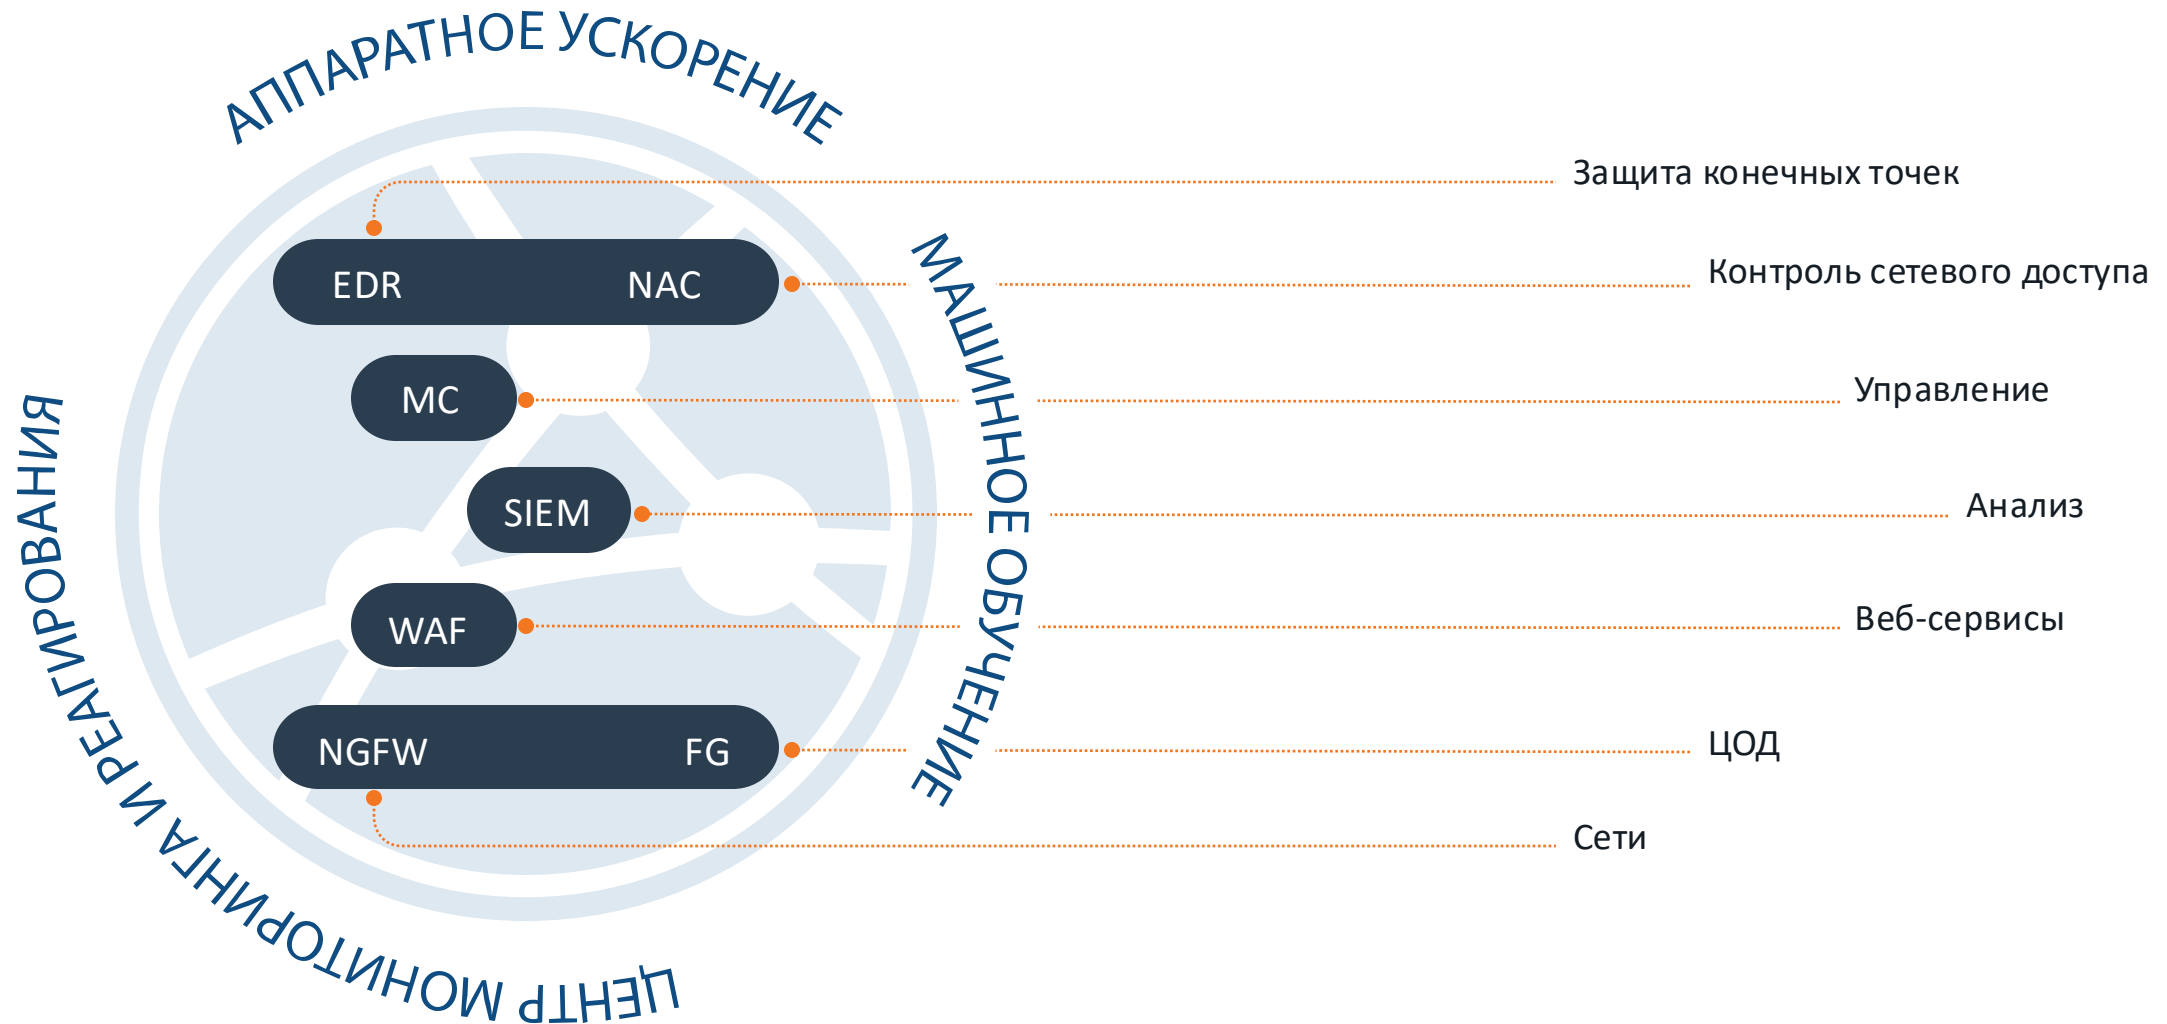 АППАРАТНОЕ УСКОРЕНИЕ
МАШИННОЕ ОБУЧЕНИЕ
ЦЕНТР МОНИТОРИНГА И РЕАГИРОВАНИЯ
EDR NAC
MC
SIEM
WAF
NGFW FG
Защита конечных точек
Контроль сетевого доступа
Управление
Анализ
Веб-сервисы
ЦОД
Сети